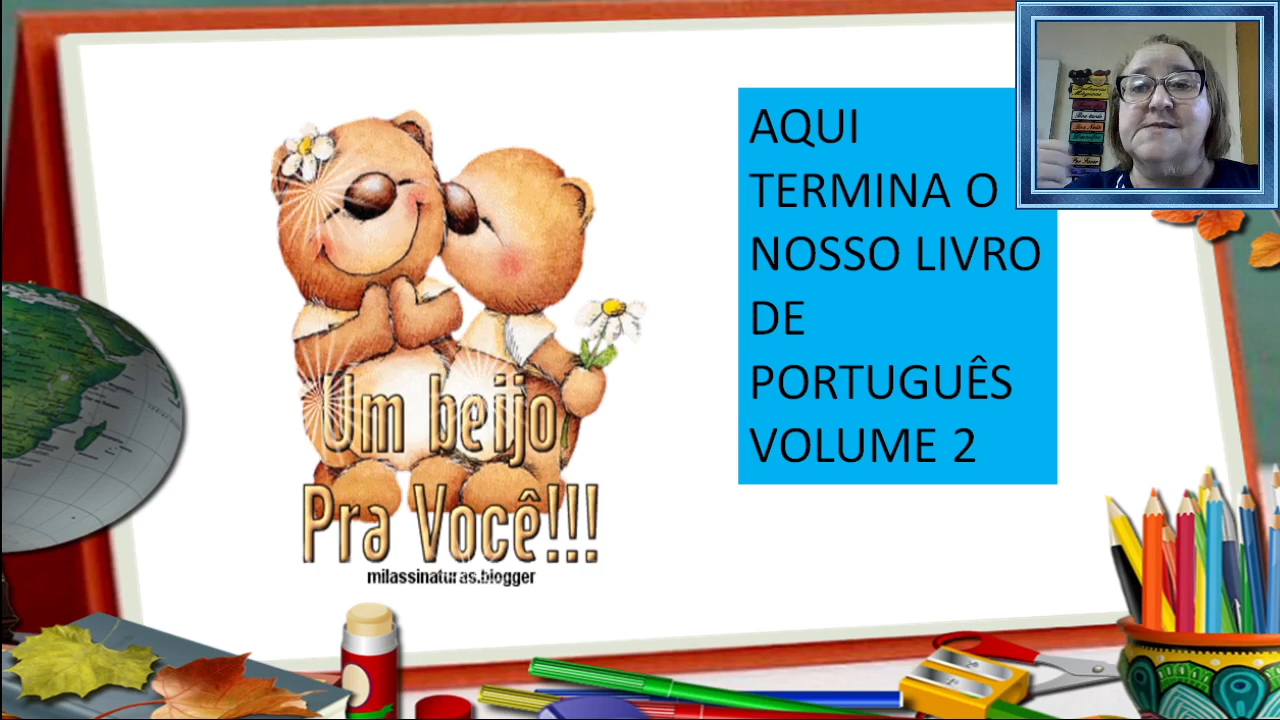 AQUI
TERMINA O
NOSSO LIVRO
DE
PORTUGUÊS
VOLUME 2
Um beijo
Pra Você!!!
milassinaturas.blogger